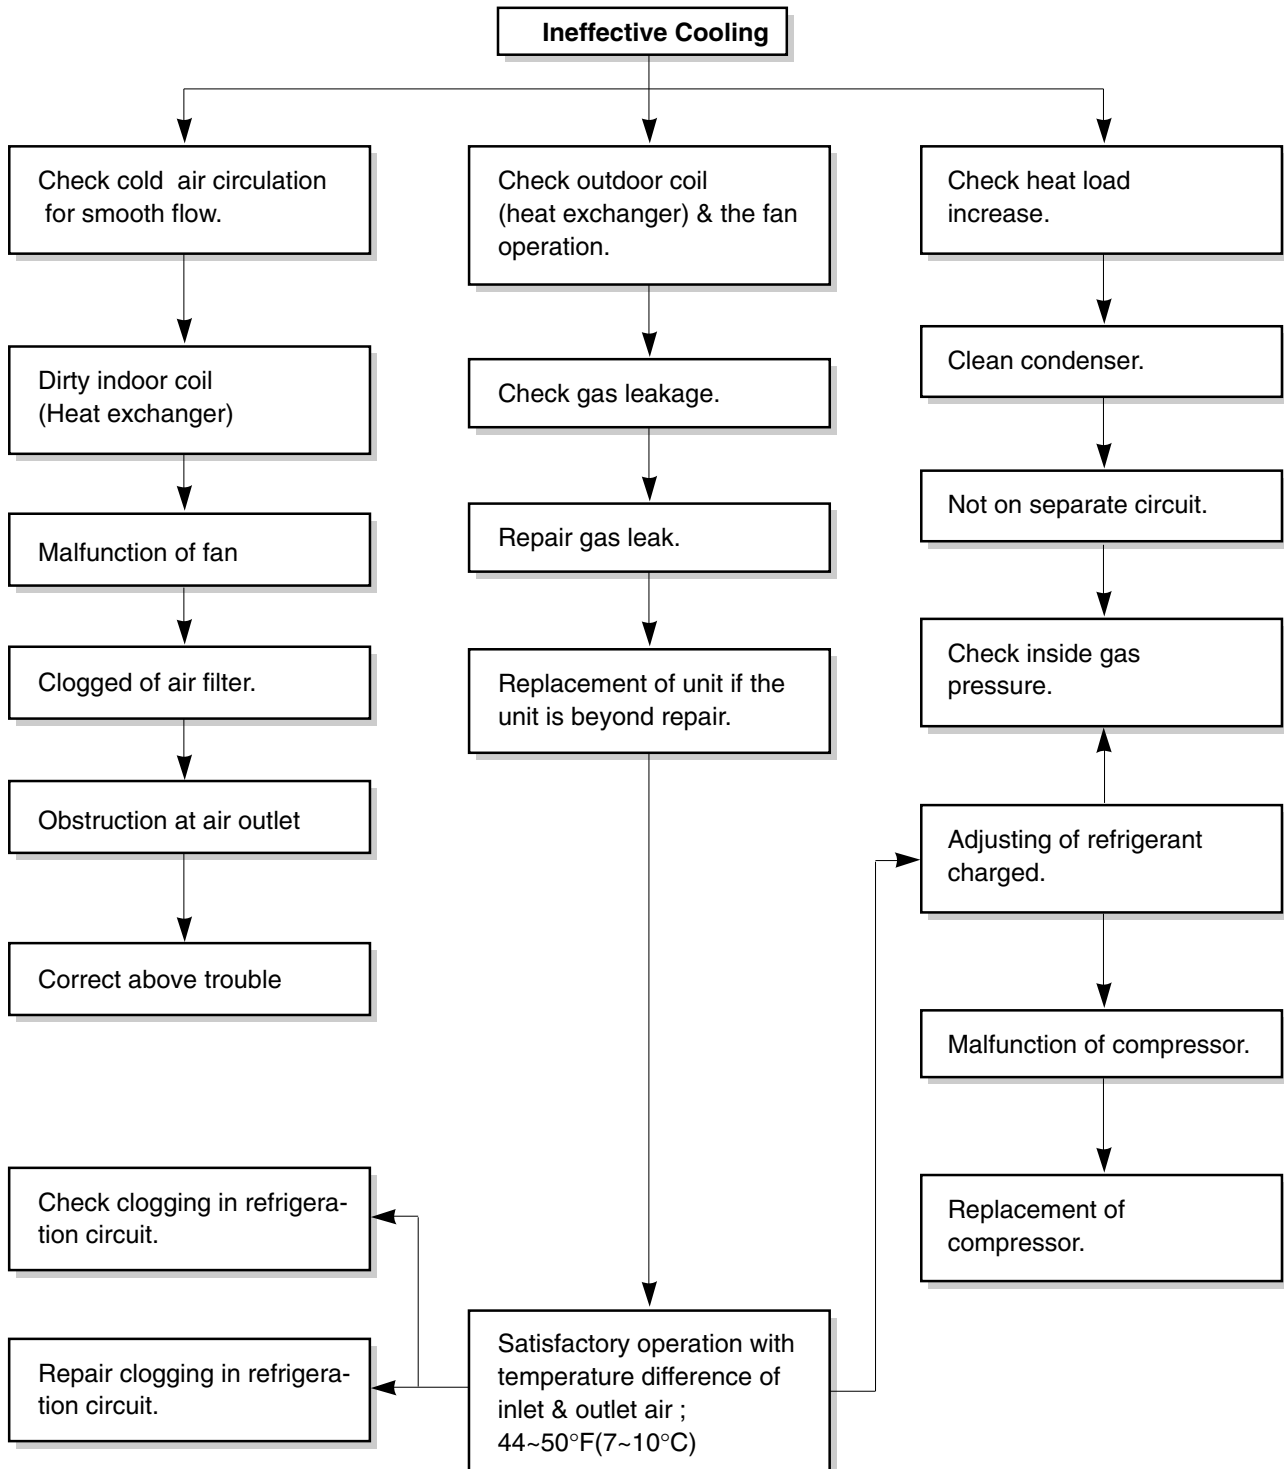 Ineffective Cooling
Check cold air circulation
for smooth flow.
Dirty indoor coil
(Heat exchanger)
Malfunction of fan
Clogged of air filter.
Obstruction at air outlet
Correct above trouble
Check clogging in refrigera-
tion circuit.
Repair clogging in refrigera-
tion circuit.
Check outdoor coil
(heat exchanger) & the fan
operation.
Check gas leakage.
Repair gas leak.
Replacement of unit if the
unit is beyond repair.
Satisfactory operation with
temperature difference of
inlet & outlet air ;
44~50°F(7~10°C)
Check heat load
increase.
Clean condenser.
Not on separate circuit.
Check inside gas
pressure.
Adjusting of refrigerant
charged.
Malfunction of compressor.
Replacement of
compressor.